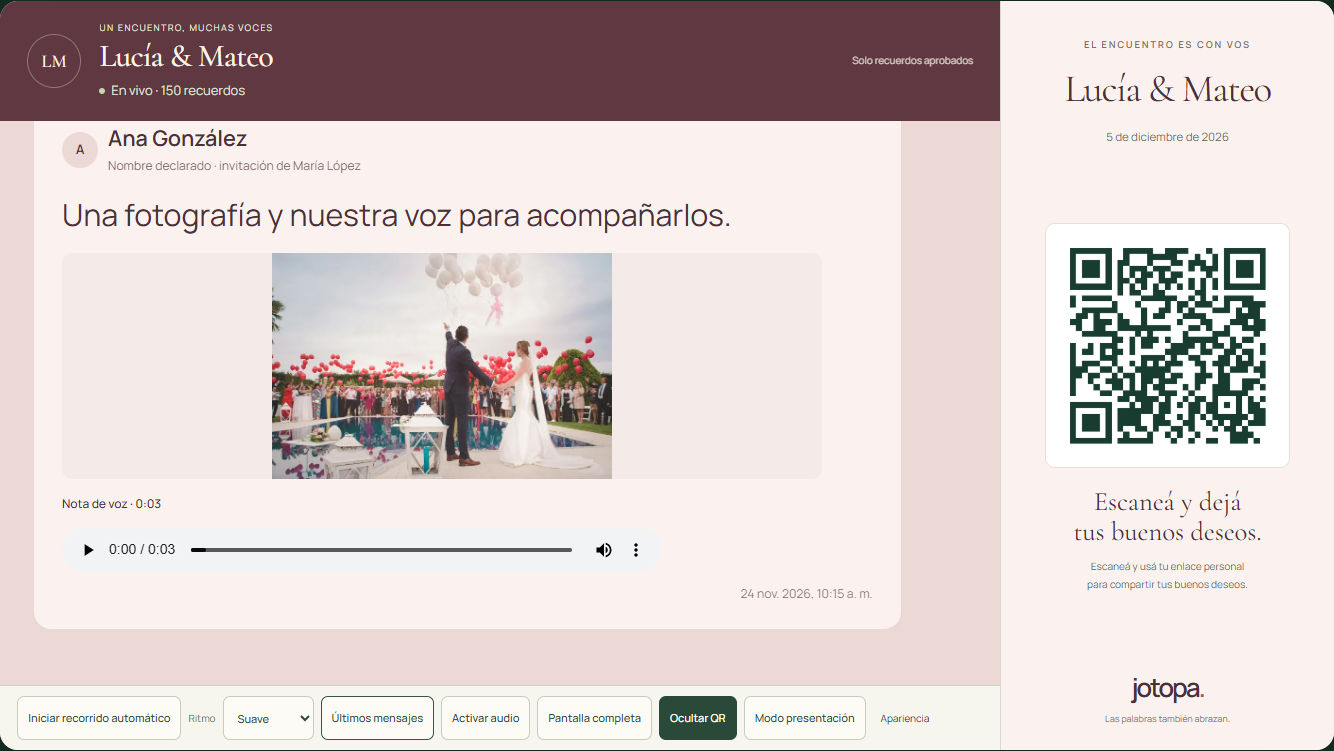 UN ENCUENTRO, MUCHAS VOCES
LM
Lucía & Mateo
En vivo · 150 recuerdos
Solo recuerdos aprobados
A
Ana González
Nombre declarado · invitación de María López
Una fotografía y nuestra voz para acompañarlos.
Nota de voz · 0:03
0:00 / 0:03
24 nov. 2026, 10:15 a. m.
Iniciar recorrido automático
Ritmo
Suave
Últimos mensajes
Activar audio
Pantalla completa
Ocultar QR
Modo presentación
Apariencia
EL ENCUENTRO ES CON VOS
Lucía & Mateo
5 de diciembre de 2026
Escaneá y dejá
tus buenos deseos.
Escaneá y usá tu enlace personal
para compartir tus buenos deseos.
jotopa.
Las palabras también abrazan.